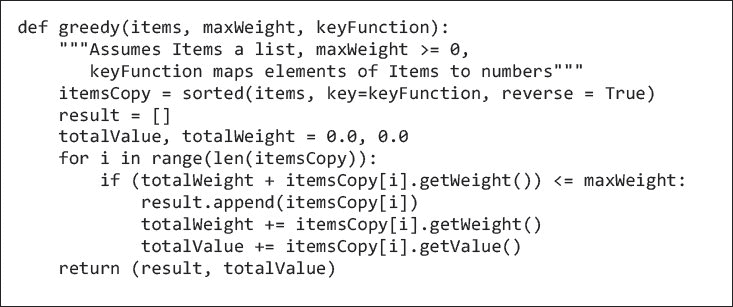 def greedy(items, maxWeight, keyFunction):
    """Assumes Items a list, maxWeight >= 0,
       keyFunction maps elements of Items to numbers"""
    itemsCopy = sorted(items, key=keyFunction, reverse = True)
    result = []
    totalValue, totalWeight = 0.0, 0.0
    for i in range(len(itemsCopy)):
        if (totalWeight + itemsCopy[i].getWeight()) <= maxWeight:
            result.append(itemsCopy[i])
            totalWeight += itemsCopy[i].getWeight()
            totalValue += itemsCopy[i].getValue()
    return (result, totalValue)